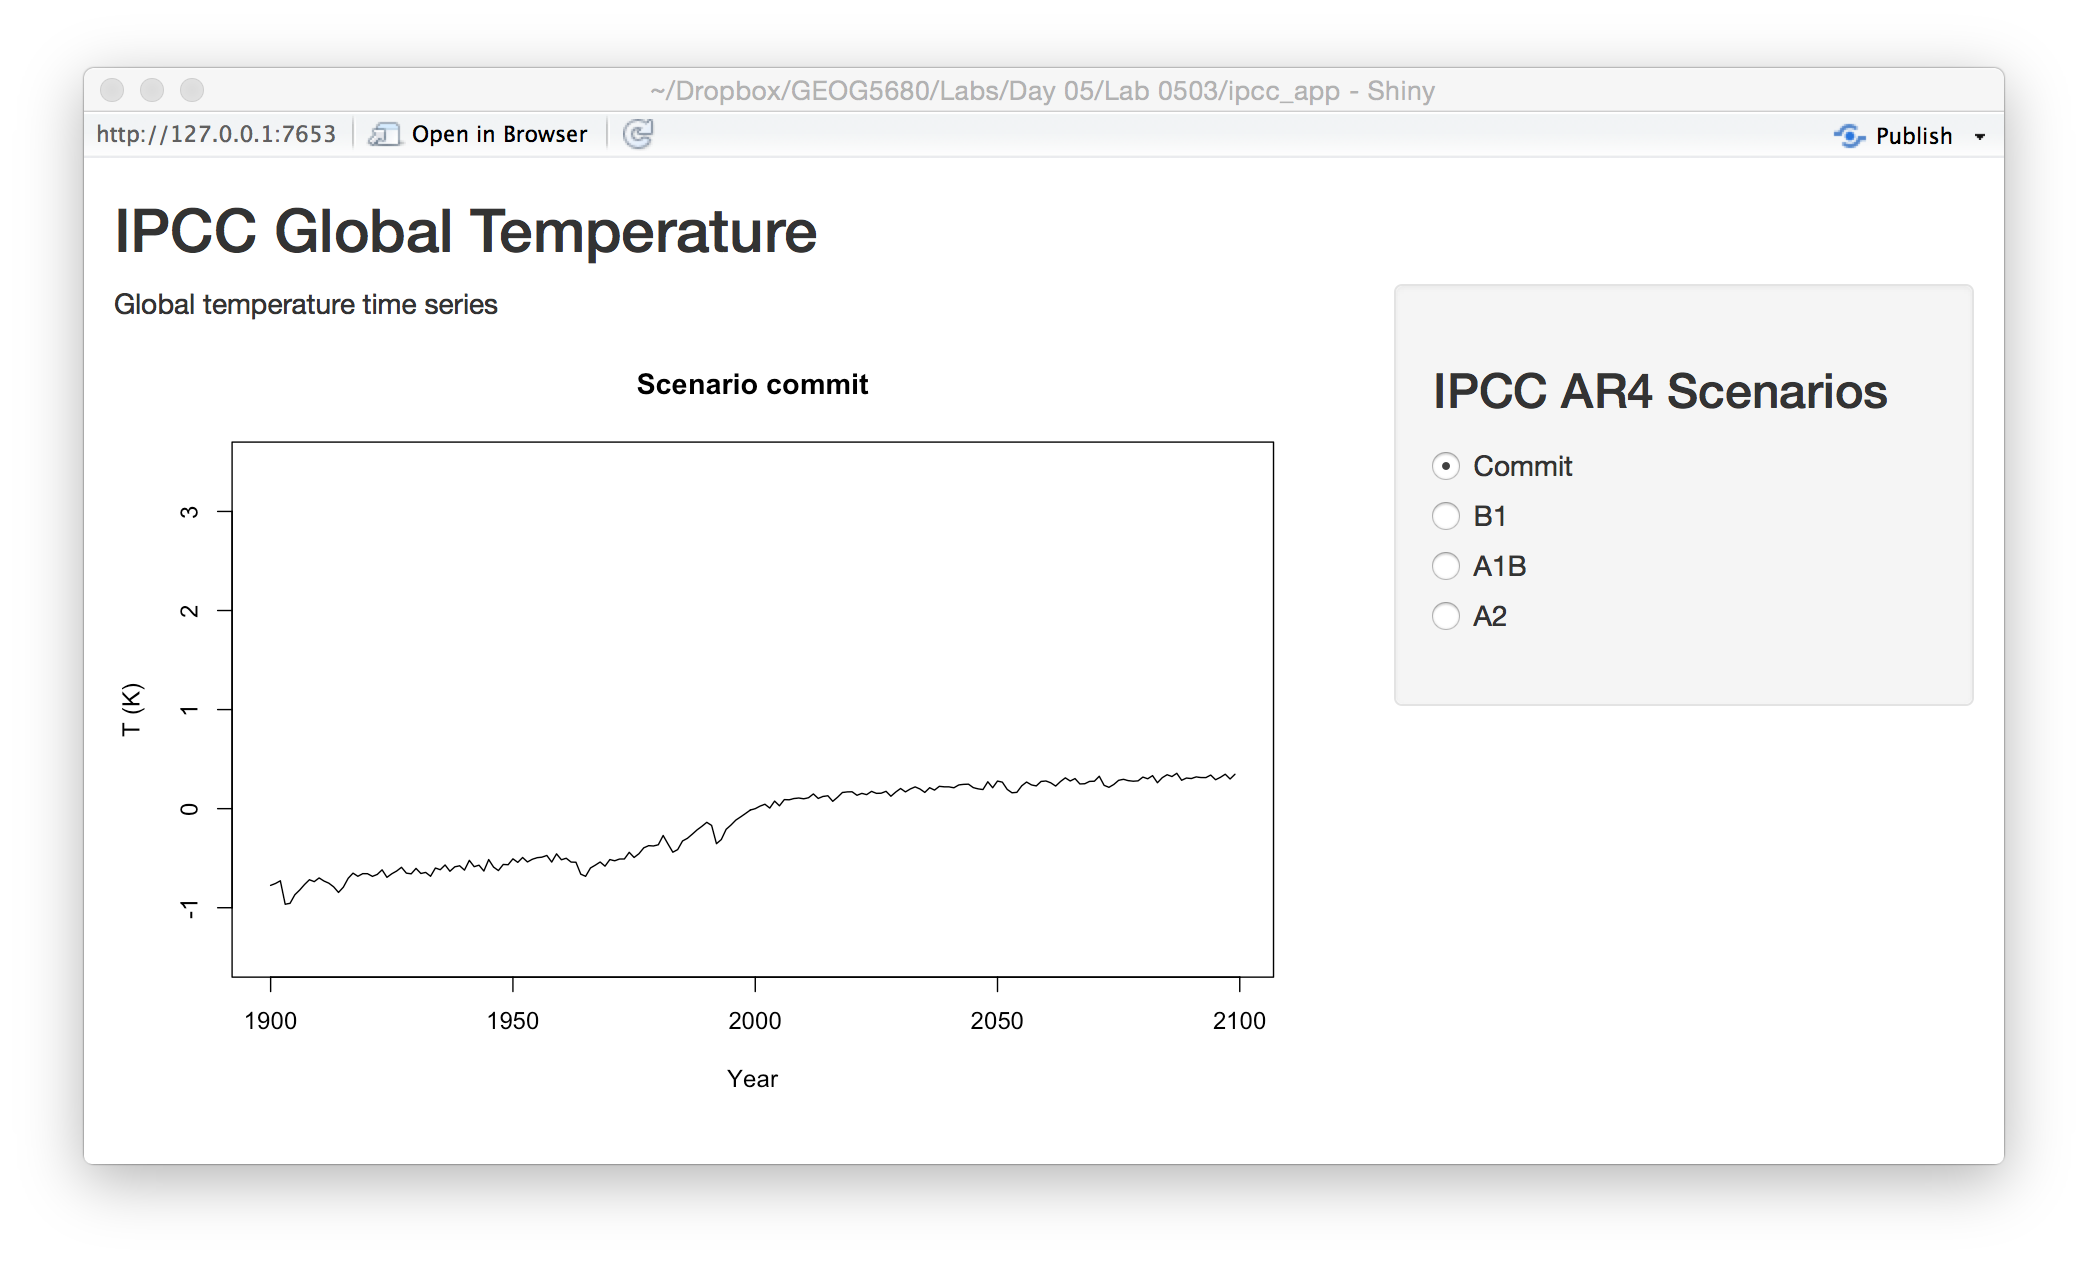 ~/Dropbox/GEOG5680/Labs/Day 05/Lab 0503/ipcc_app - Shiny
http://127.0.0.1:7653 Open in Browser Publish
IPCC Global Temperature
Global temperature time series
Scenario commit
T (K)
3
2
1
0
-1
1900 1950 2000 2050 2100
Year
IPCC AR4 Scenarios
Commit
B1
A1B
A2